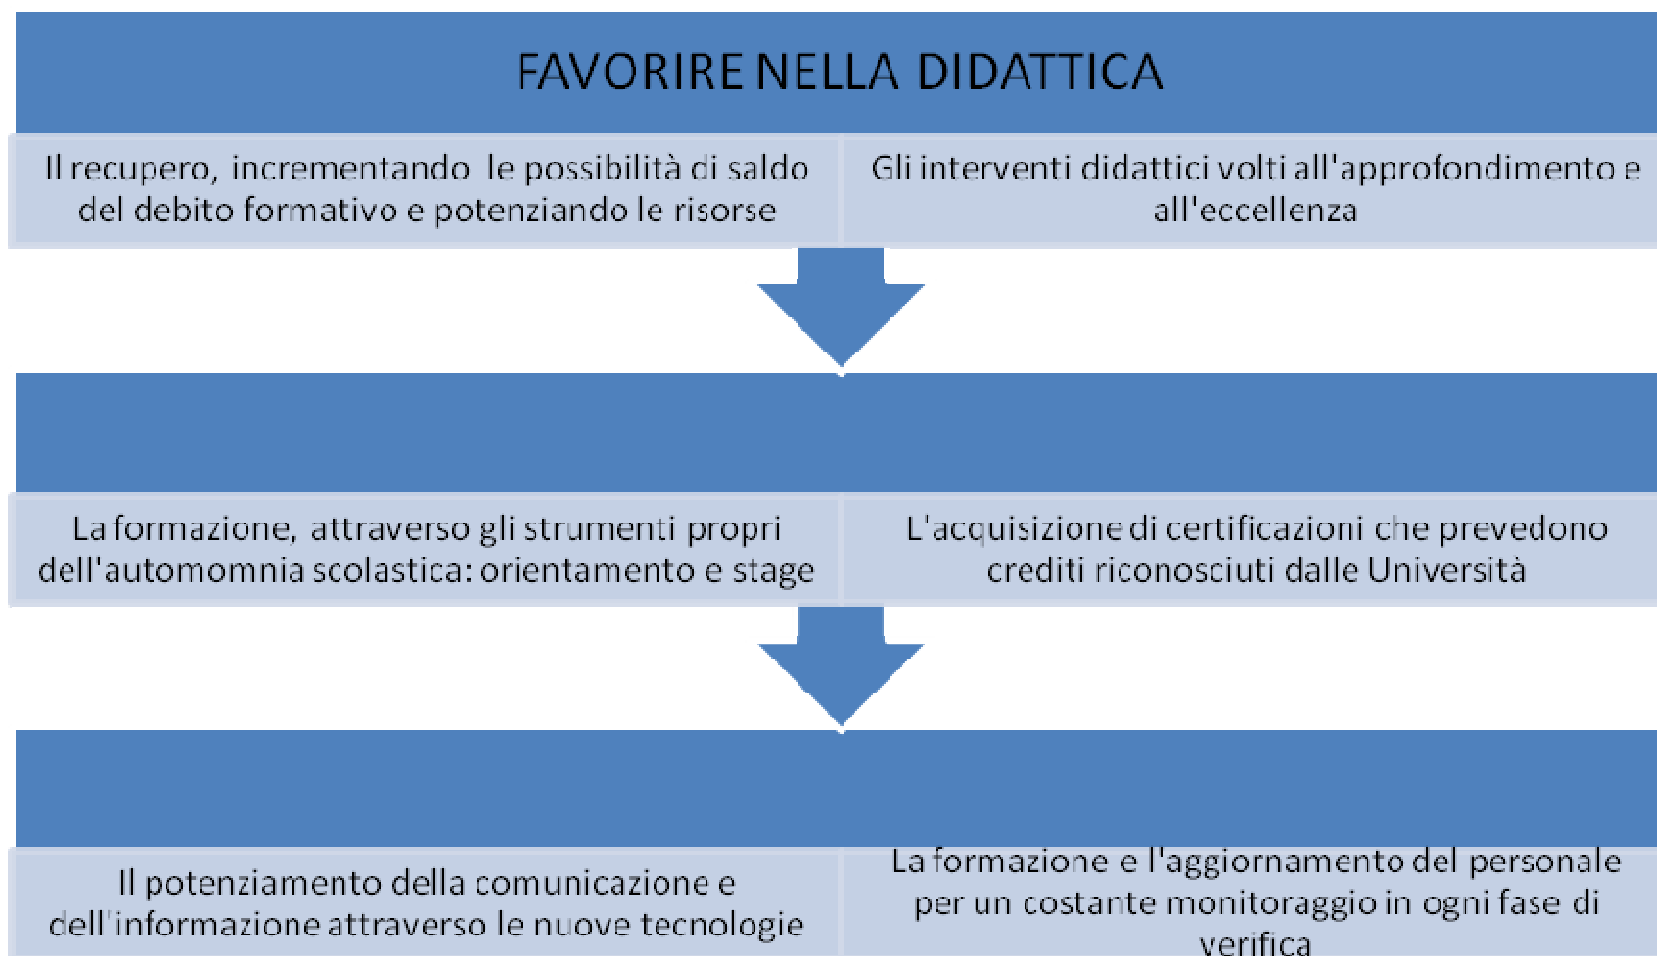 FAVORIRE NELLA DIDATTICA
Il recupero, incrementando le possibilità di saldo
del debito formativo e potenziando le risorse
Gli interventi didattici volti all'approfondimento e
all'eccellenza
La formazione, attraverso gli strumenti propri
dell'automomnia scolastica: orientamento e stage
L'acquisizione di certificazioni che prevedono
crediti riconosciuti dalle Università
Il potenziamento della comunicazione e
dell'informazione attraverso le nuove tecnologie
La formazione e l'aggiornamento del personale
per un costante monitoraggio in ogni fase di
verifica